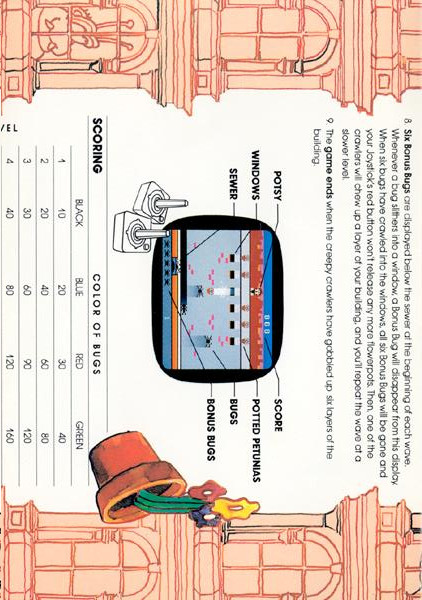 8. Six Bonus Bugs are displayed below the sewer at the beginning of each wave.
Whenever a bug slithers into a window, a Bonus Bug will disappear from this display.
When six bugs have crawled into the windows, all six Bonus Bugs will be gone and
your Joystick's red button won't release any more flowerpots. Then, one of the
crawlers will chew up a layer of your building, and you'll repeat the wave at a
slower level.
9. The game ends when the creepy crawlers have gobbled up six layers of the
building.
POTSY
WINDOWS
SEWER
SCORE
POTTED PETUNIAS
BUGS
BONUS BUGS
SCORING
COLOR OF BUGS
BLACK BLUE RED GREEN
1 10 20 30 40
2 20 40 60 80
3 30 60 90 120
4 40 80 120 160